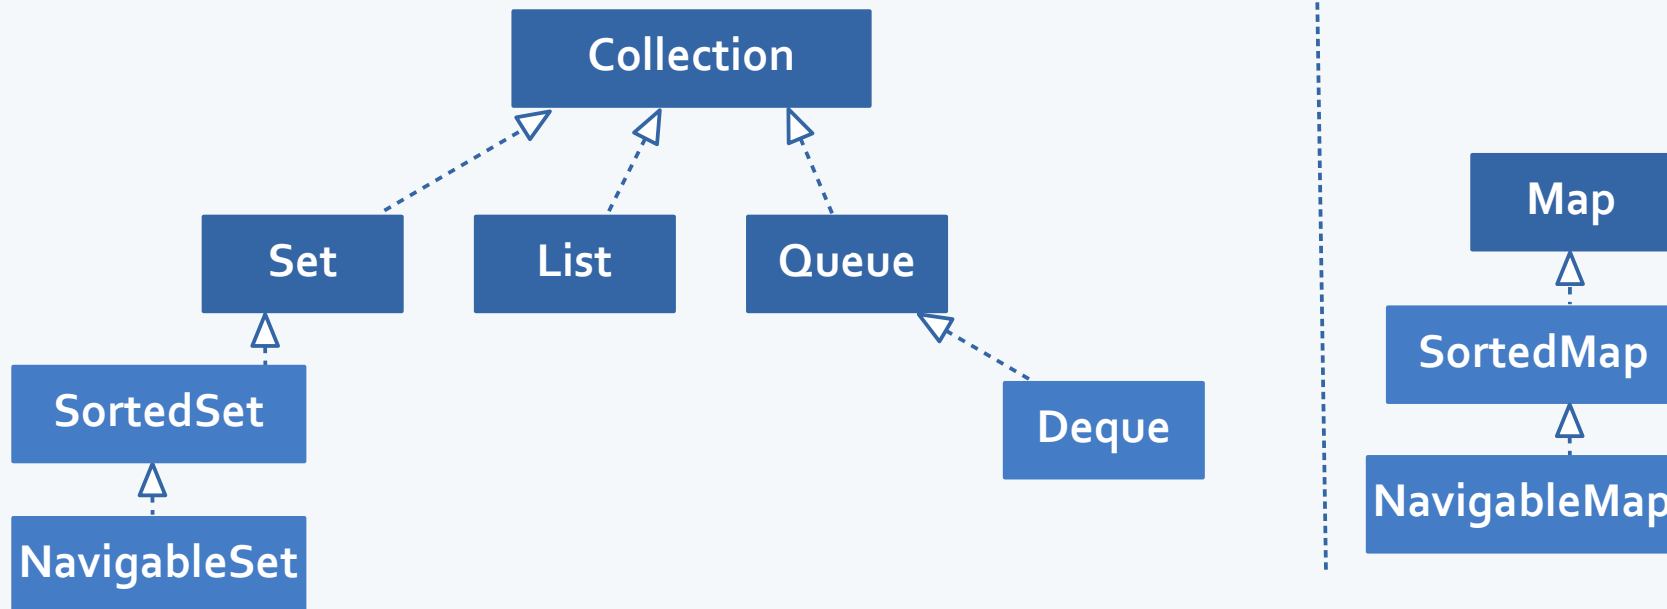 Collection
Map
Set
List
Queue
SortedMap
SortedSet
Deque
NavigableMap
NavigableSet